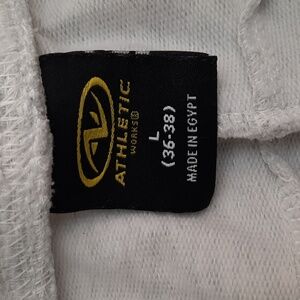 ATHLETIC
WORKS®
L
(36-38)
MADE IN EGYPT